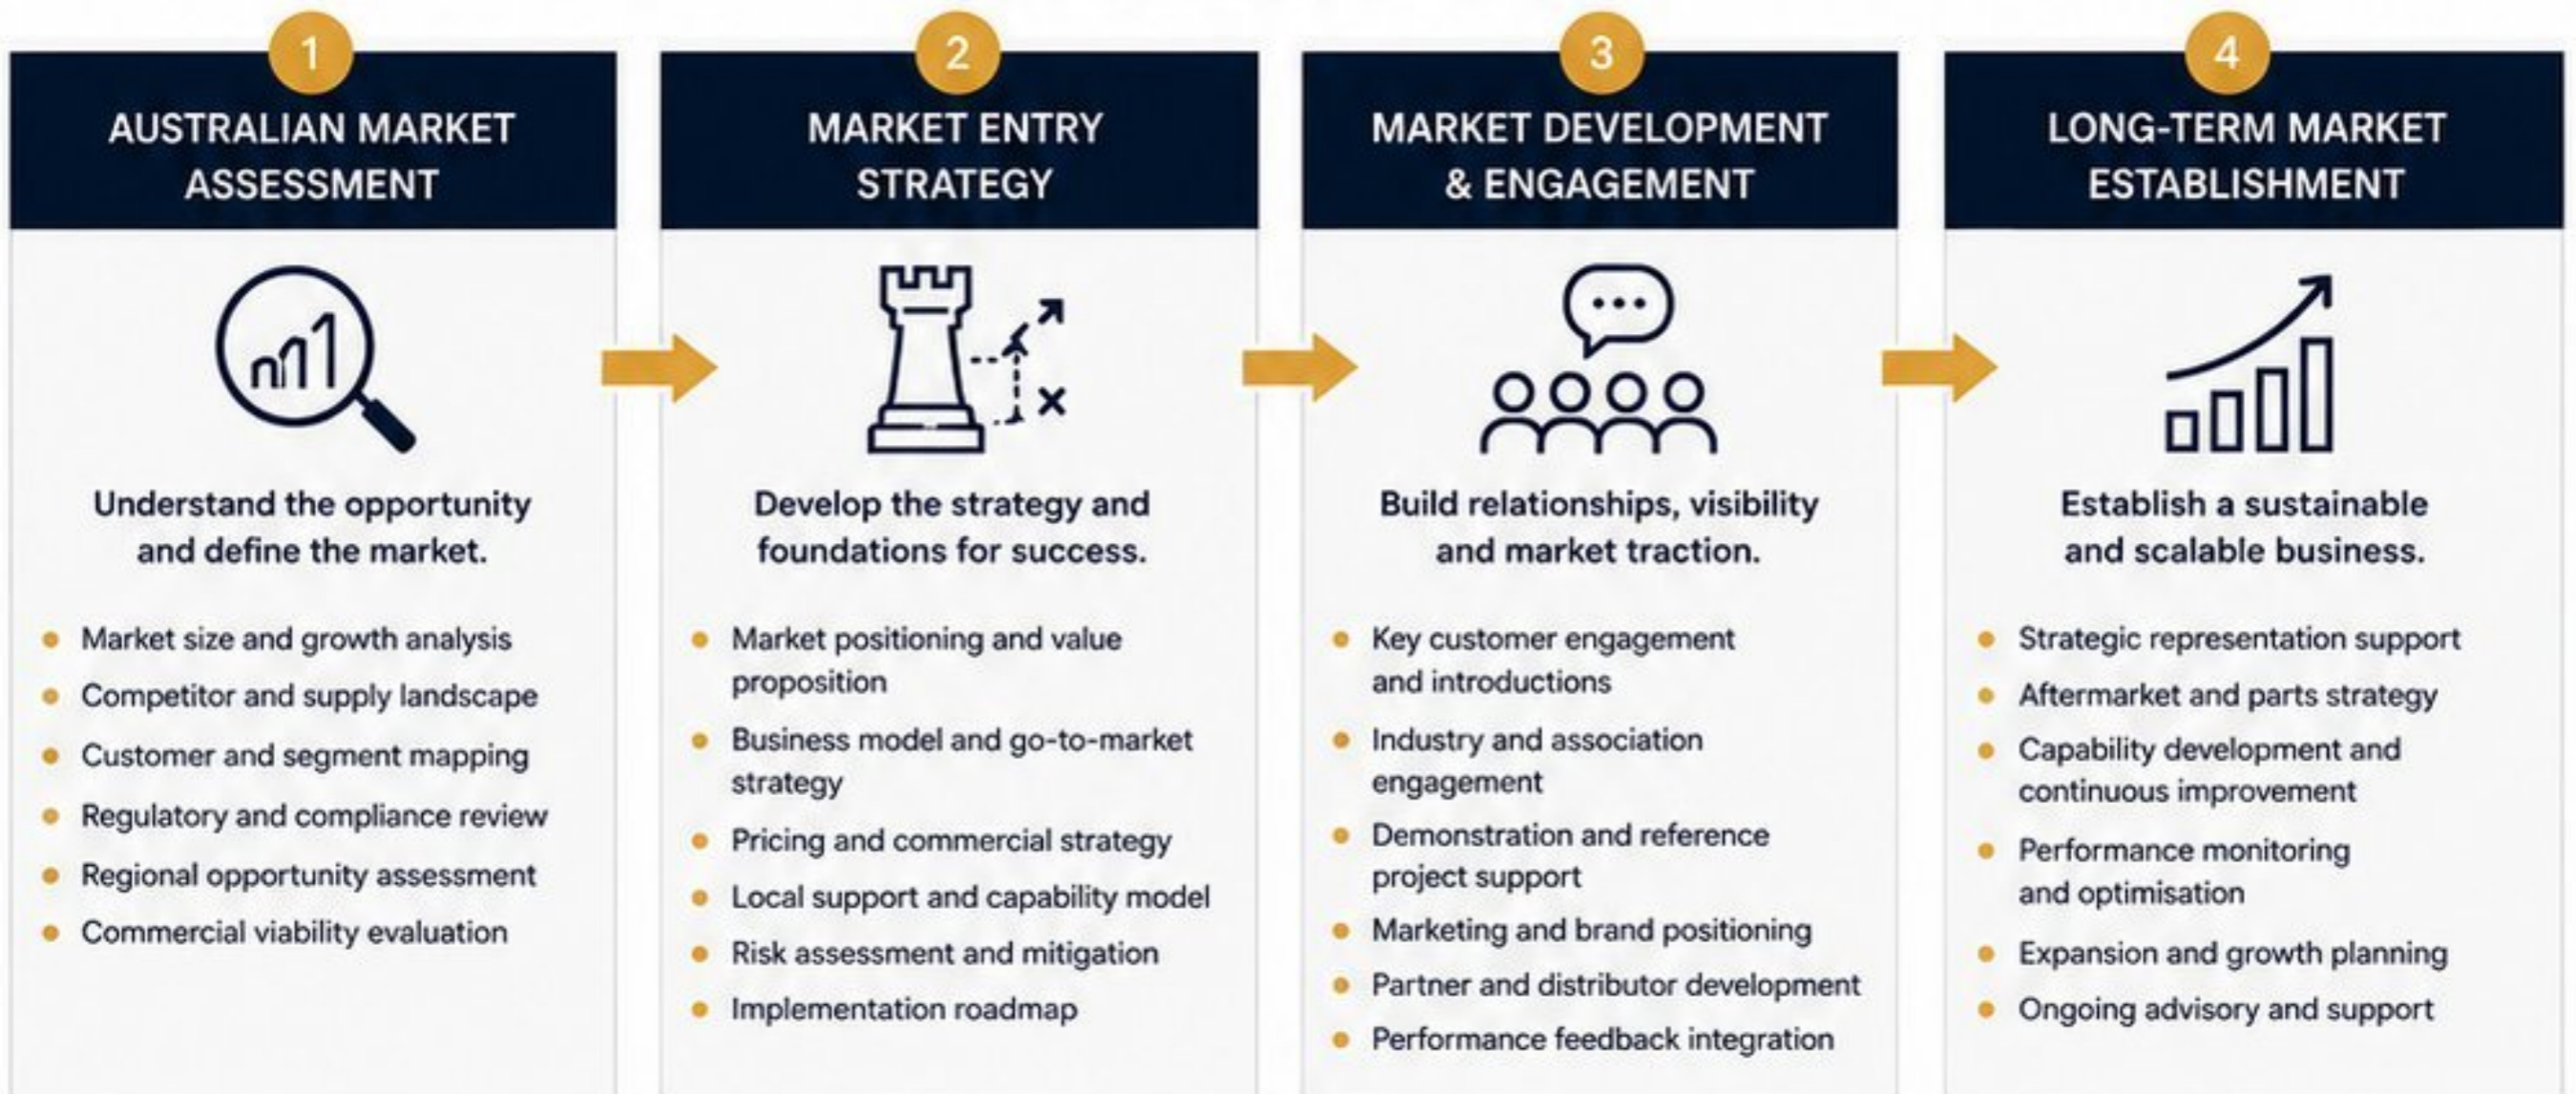 1
AUSTRALIAN MARKET
ASSESSMENT
Understand the opportunity
and define the market.
Market size and growth analysis
Competitor and supply landscape
Customer and segment mapping
Regulatory and compliance review
Regional opportunity assessment
Commercial viability evaluation
2
MARKET ENTRY
STRATEGY
Develop the strategy and
foundations for success.
Market positioning and value
proposition
Business model and go-to-market
strategy
Pricing and commercial strategy
Local support and capability model
Risk assessment and mitigation
Implementation roadmap
3
MARKET DEVELOPMENT
& ENGAGEMENT
Build relationships, visibility
and market traction.
Key customer engagement
and introductions
Industry and association
engagement
Demonstration and reference
project support
Marketing and brand positioning
Partner and distributor development
Performance feedback integration
4
LONG-TERM MARKET
ESTABLISHMENT
Establish a sustainable
and scalable business.
Strategic representation support
Aftermarket and parts strategy
Capability development and
continuous improvement
Performance monitoring
and optimisation
Expansion and growth planning
Ongoing advisory and support